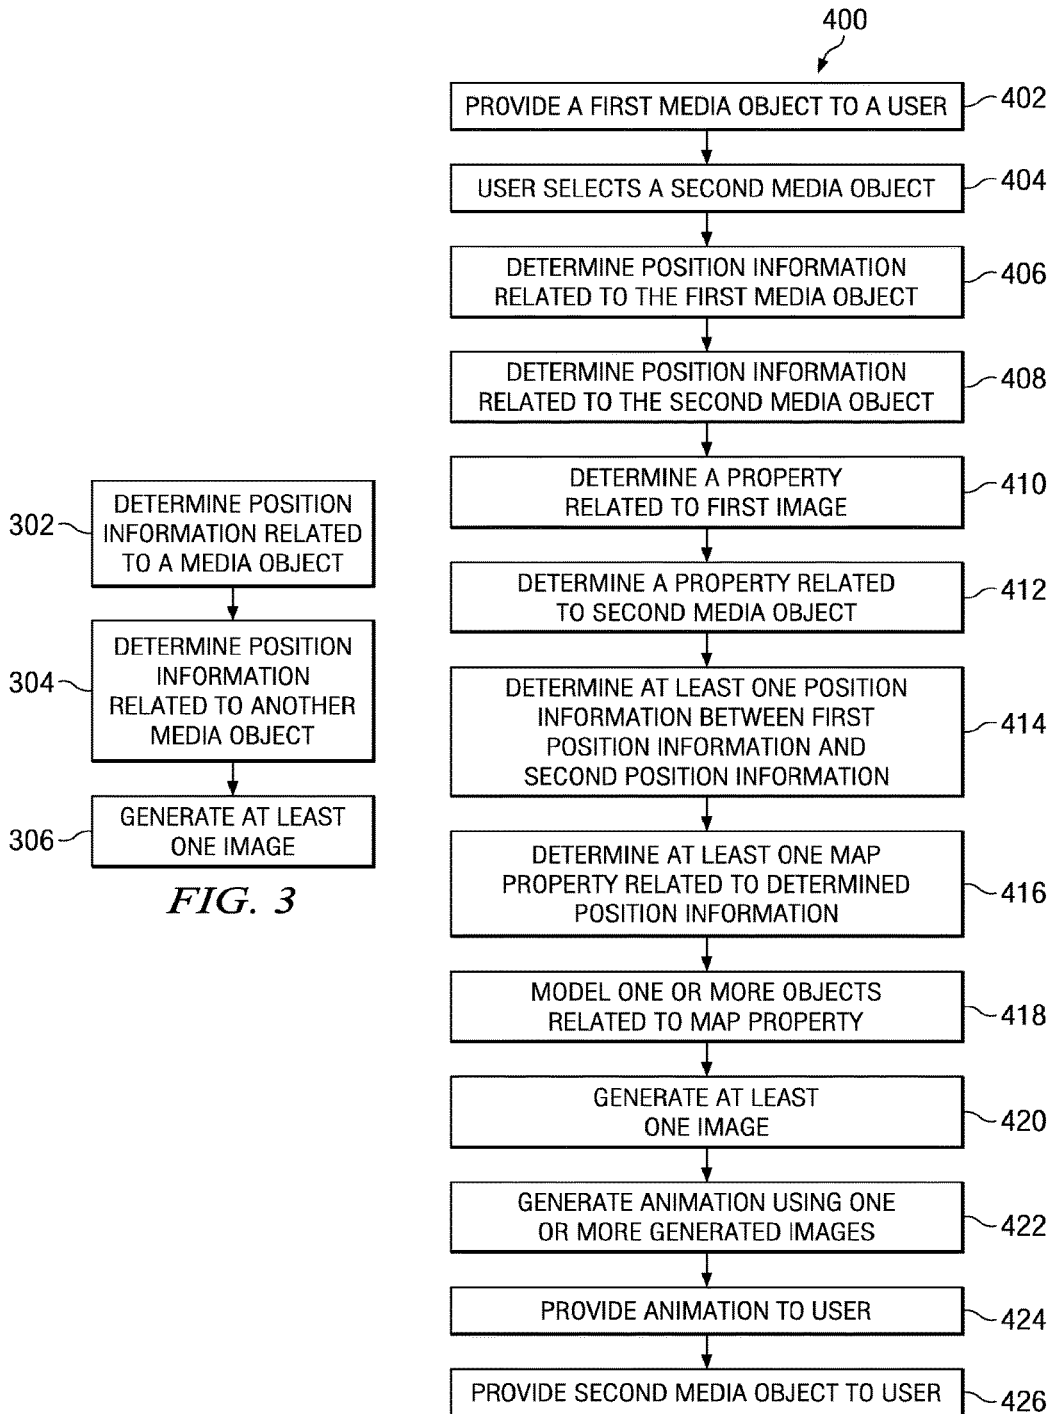 302
DETERMINE POSITION
INFORMATION RELATED
TO A MEDIA OBJECT
304
DETERMINE POSITION
INFORMATION
RELATED TO ANOTHER
MEDIA OBJECT
306
GENERATE AT LEAST
ONE IMAGE
FIG. 3
400
PROVIDE A FIRST MEDIA OBJECT TO A USER
402
USER SELECTS A SECOND MEDIA OBJECT
404
DETERMINE POSITION INFORMATION
RELATED TO THE FIRST MEDIA OBJECT
406
DETERMINE POSITION INFORMATION
RELATED TO THE SECOND MEDIA OBJECT
408
DETERMINE A PROPERTY
RELATED TO FIRST IMAGE
410
DETERMINE A PROPERTY RELATED
TO SECOND MEDIA OBJECT
412
DETERMINE AT LEAST ONE POSITION
INFORMATION BETWEEN FIRST
POSITION INFORMATION AND
SECOND POSITION INFORMATION
414
DETERMINE AT LEAST ONE MAP
PROPERTY RELATED TO DETERMINED
POSITION INFORMATION
416
MODEL ONE OR MORE OBJECTS
RELATED TO MAP PROPERTY
418
GENERATE AT LEAST
ONE IMAGE
420
GENERATE ANIMATION USING ONE
OR MORE GENERATED IMAGES
422
PROVIDE ANIMATION TO USER
424
PROVIDE SECOND MEDIA OBJECT TO USER
426